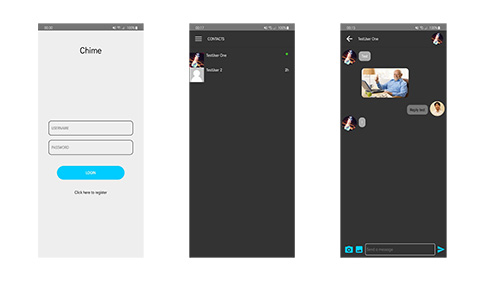 Chime
USERNAME
PASSWORD
LOGIN
Click here to register
CONTACTS
TestUser One
TestUser 2
TestUser One
Reply test
Send a message